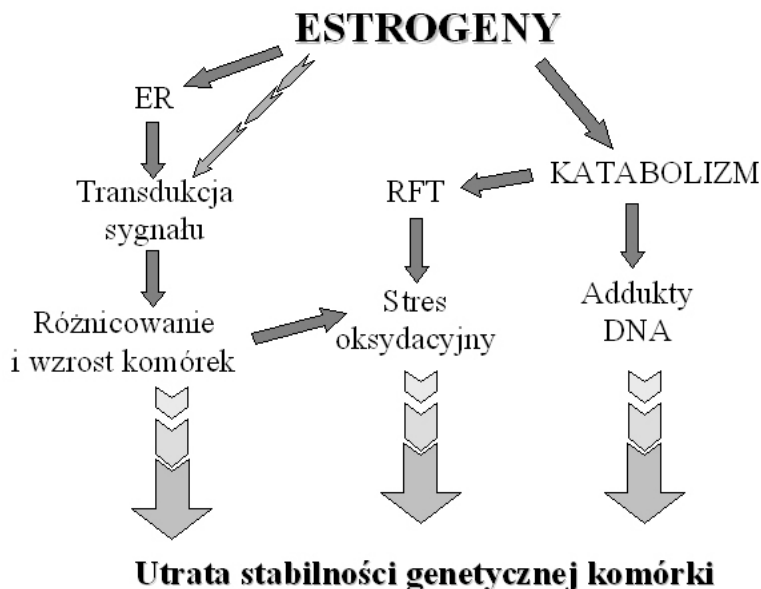 ESTROGENY
ER
KATABOLIZM
Transdukcja
sygnału
RFT
Różnicowanie
i wzrost komórek
Stres
oksydacyjny
Addukty
DNA
Utrata stabilności genetycznej komórki